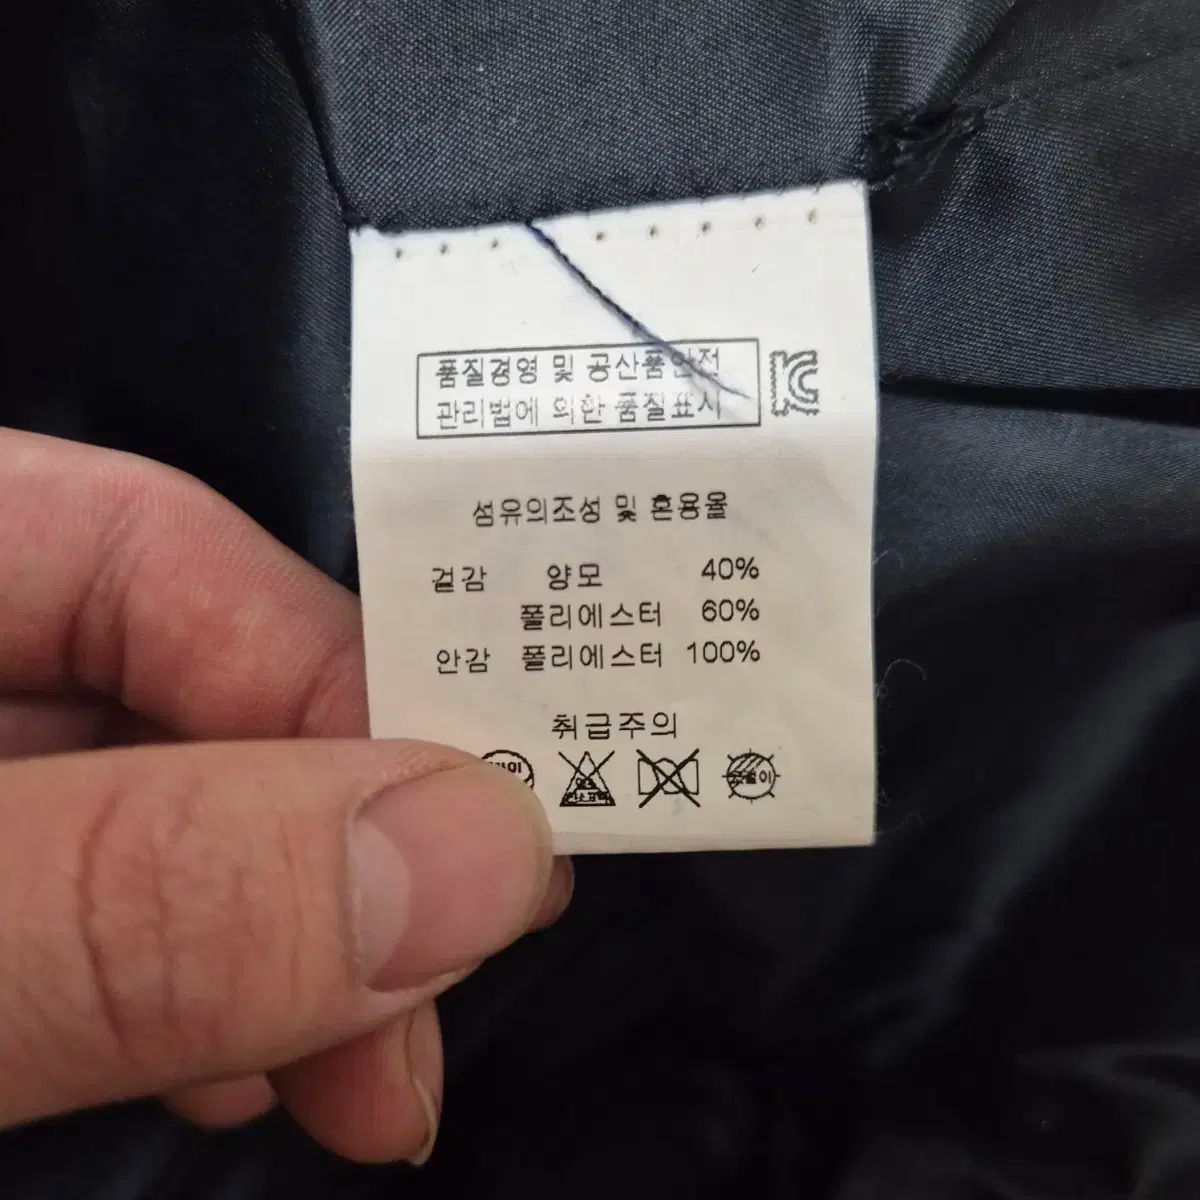 품질경영 및 공산품안전
관리법에 의한 품질표시
섬유의조성 및 혼용율
겉감 양모 40%
폴리에스터 60%
안감 폴리에스터 100%
취급주의